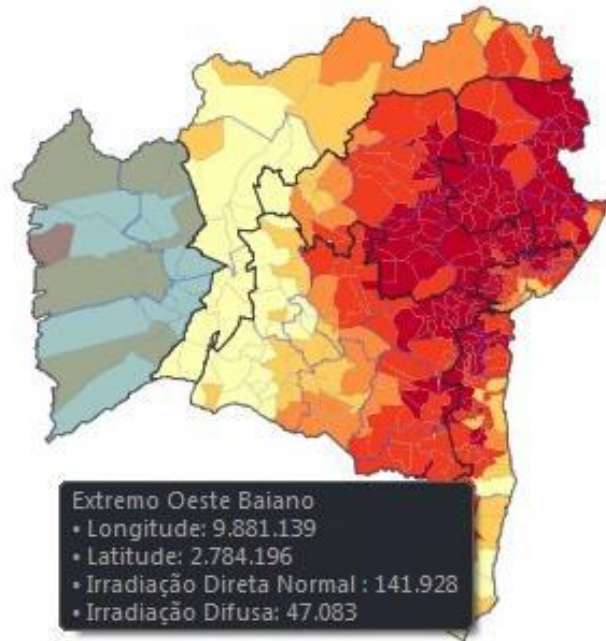 Extremo Oeste Baiano
• Longitude: 9.881.139
• Latitude: 2.784.196
• Irradiação Direta Normal : 141.928
• Irradiação Difusa: 47.083